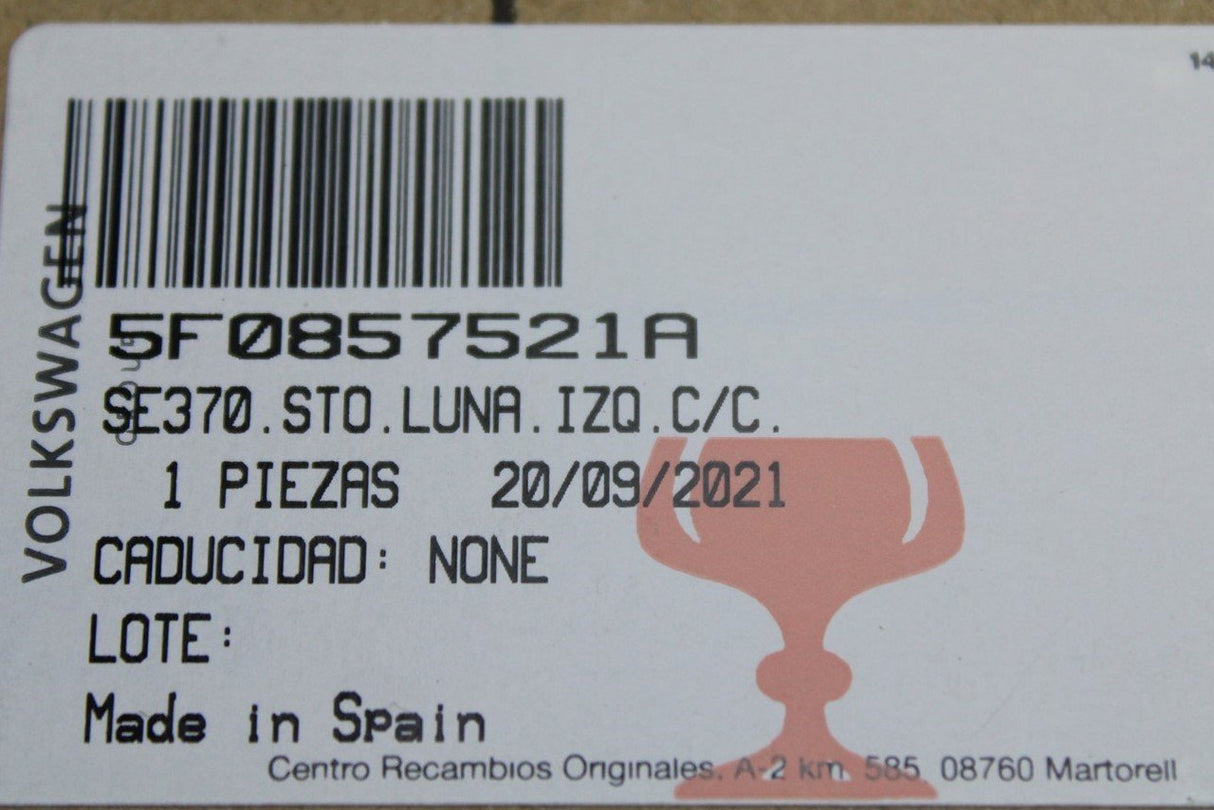 14
VOLKSWAGEN
5F0857521A
SE370.STO.LUNA.IZQ.C/C.
1 PIEZAS 20/09/2021
CADUCIDAD: NONE
LOTE:
Made in Spain
Centro Recambios Originales. A-2 km 585 08760 Martorell